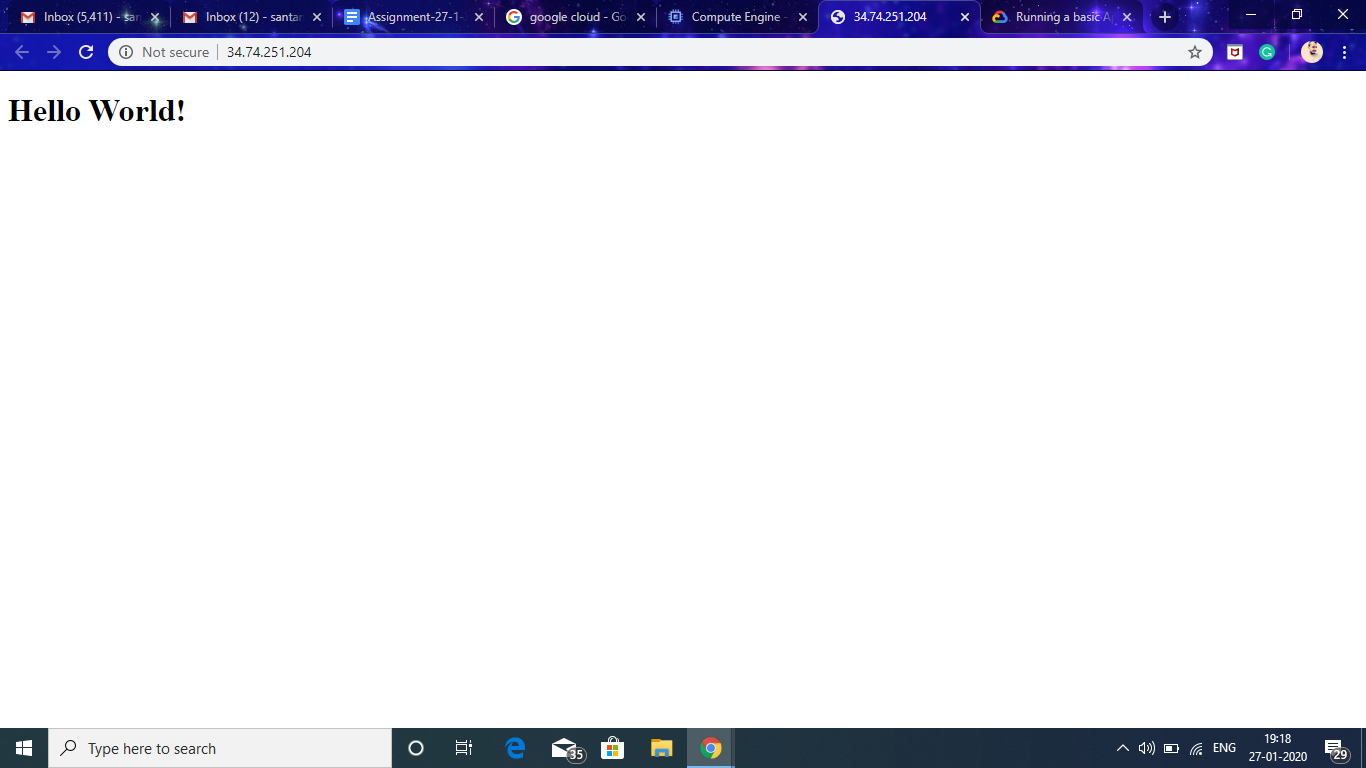 Inbox (5,411) - san
Inbox (12) - santar
Assignment-27-1-
google cloud - Go
Compute Engine -
34.74.251.204
Running a basic Ap
Not secure
34.74.251.204
Hello World!
Type here to search
35
ENG
19:18
27-01-2020
29